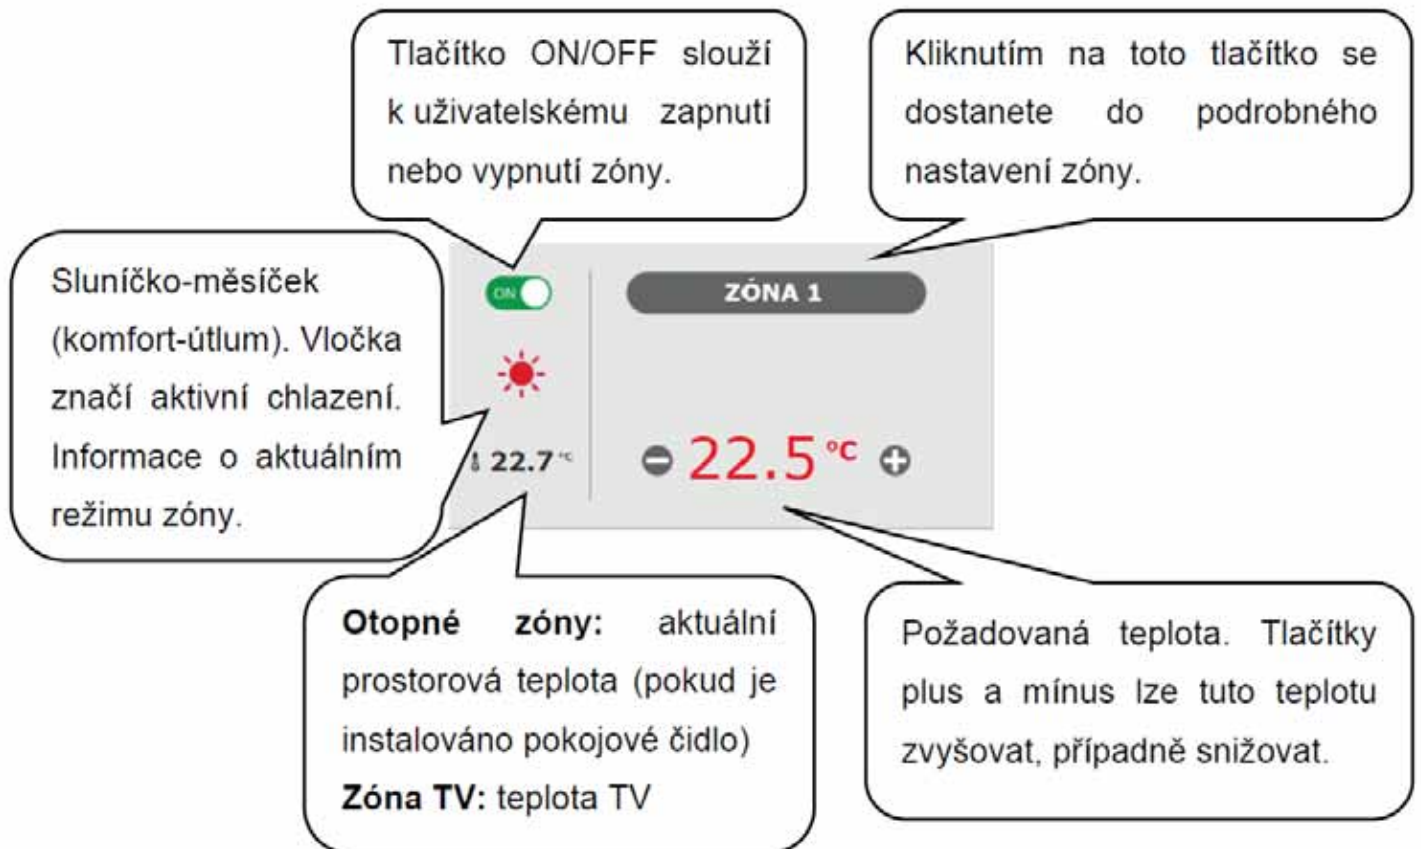 Tlačítko ON/OFF slouží
k uživatelskému zapnutí
nebo vypnutí zóny.
Kliknutím na toto tlačítko se
dostanete do podrobného
nastavení zóny.
Sluníčko-měsíček
(komfort-útlum). Vločka
značí aktivní chlazení.
Informace o aktuálním
režimu zóny.
ON
ZÓNA 1
22.7 °C
22.5 °C
Otopné zóny: aktuální
prostorová teplota (pokud je
instalováno pokojové čidlo)
Zóna TV: teplota TV
Požadovaná teplota. Tlačítky
plus a mínus lze tuto teplotu
zvyšovat, případně snižovat.